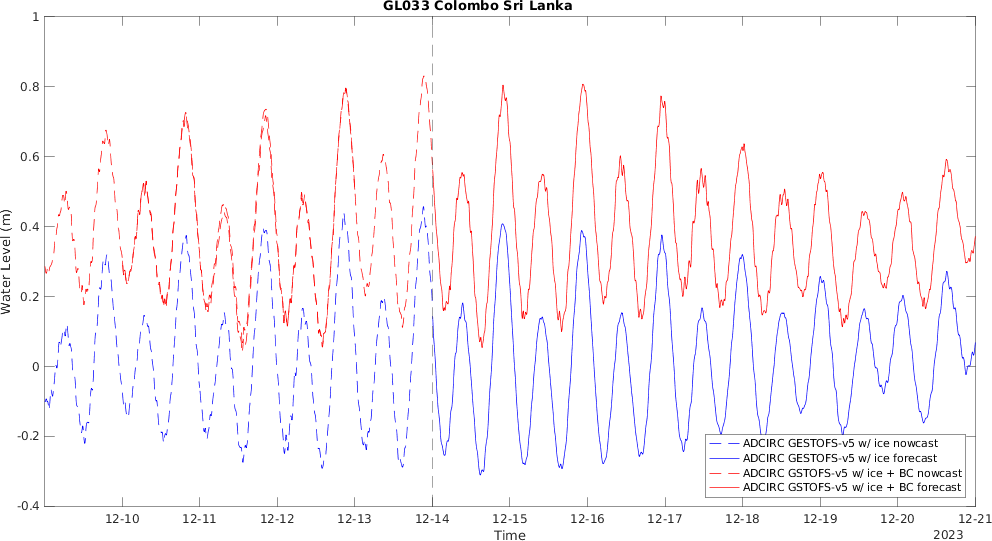 GL033 Colombo Sri Lanka
1
0.8
0.6
0.4
0.2
0
-0.2
-0.4
Water Level (m)
ADCIRC GESTOFS-v5 w/ ice nowcast
ADCIRC GESTOFS-v5 w/ ice forecast
ADCIRC GSTOFS-v5 w/ ice + BC nowcast
ADCIRC GSTOFS-v5 w/ ice + BC forecast
12-10 12-11 12-12 12-13 12-14 12-15 12-16 12-17 12-18 12-19 12-20 12-21
Time
2023